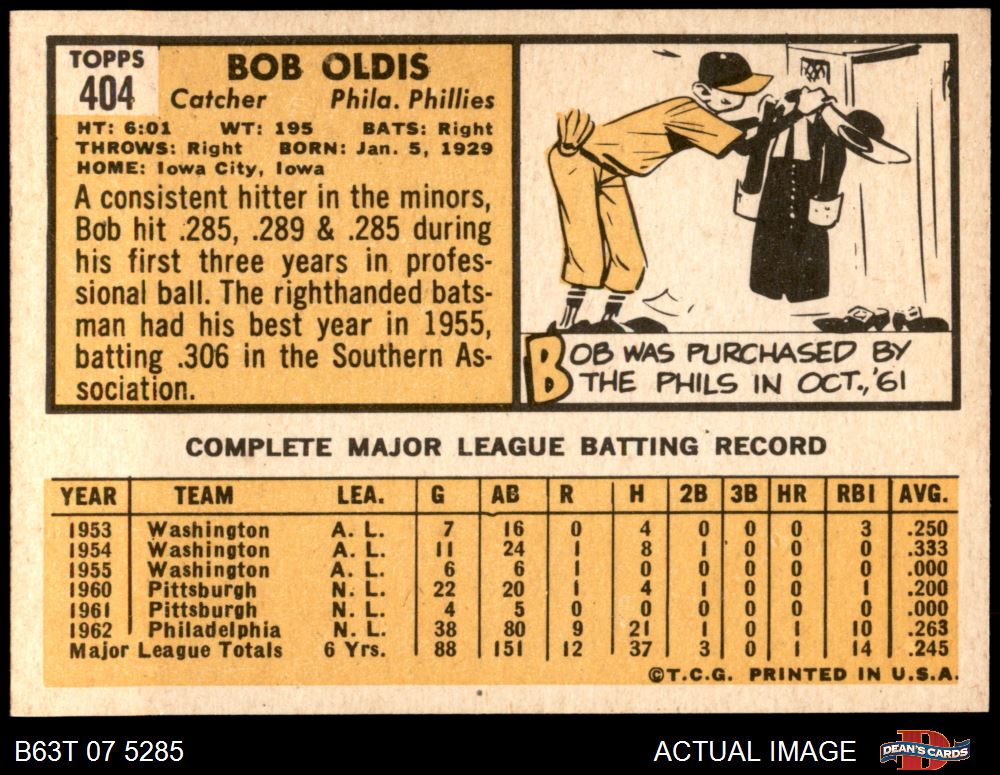 TOPPS
404
BOB OLDIS
Catcher Phila. Phillies
HT: 6:01 WT: 195 BATS: Right
THROWS: Right BORN: Jan. 5, 1929
HOME: Iowa City, Iowa
A consistent hitter in the minors,
Bob hit .285, .289 & .285 during
his first three years in profes-
sional ball. The righthanded bats-
man had his best year in 1955,
batting .306 in the Southern As-
sociation.
BOB WAS PURCHASED BY
THE PHILS IN OCT., '61
COMPLETE MAJOR LEAGUE BATTING RECORD
YEAR TEAM LEA. G AB R H 2B 3B HR RBI AVG.
1953 Washington A. L. 7 16 0 4 0 0 0 3 .250
1954 Washington A. L. 11 24 1 8 1 0 0 0 .333
1955 Washington A. L. 6 6 1 0 0 0 0 0 .000
1960 Pittsburgh N. L. 22 20 1 4 1 0 0 1 .200
1961 Pittsburgh N. L. 4 5 0 0 0 0 0 0 .000
1962 Philadelphia N. L. 38 80 9 21 1 0 1 10 .263
Major League Totals 6 Yrs. 88 151 12 37 3 0 1 14 .245
©T.C.G. PRINTED IN U.S.A.
B63T 07 5285 ACTUAL IMAGE DEAN'S CARDS